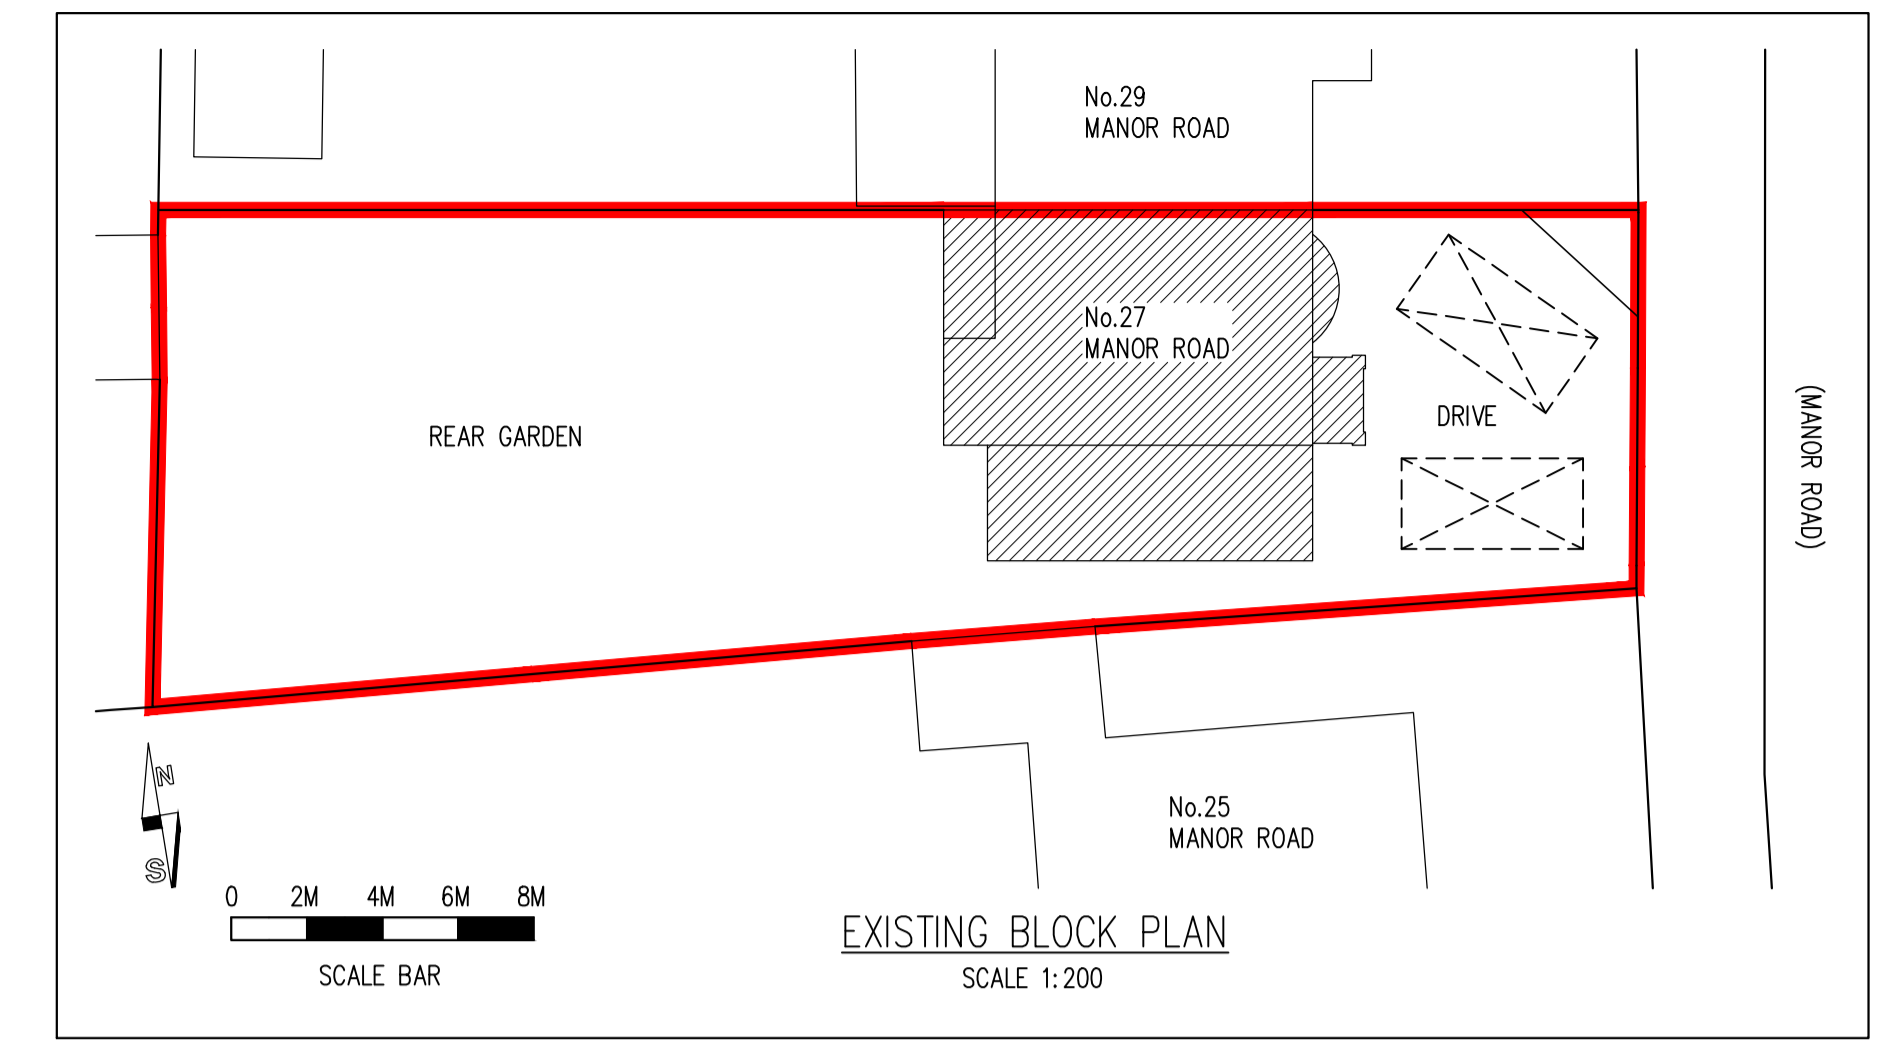 No.29
MANOR ROAD
No.27
MANOR ROAD
DRIVE
REAR GARDEN
(MANOR ROAD)
N
S
No.25
MANOR ROAD
0 2M 4M 6M 8M
SCALE BAR
EXISTING BLOCK PLAN
SCALE 1:200